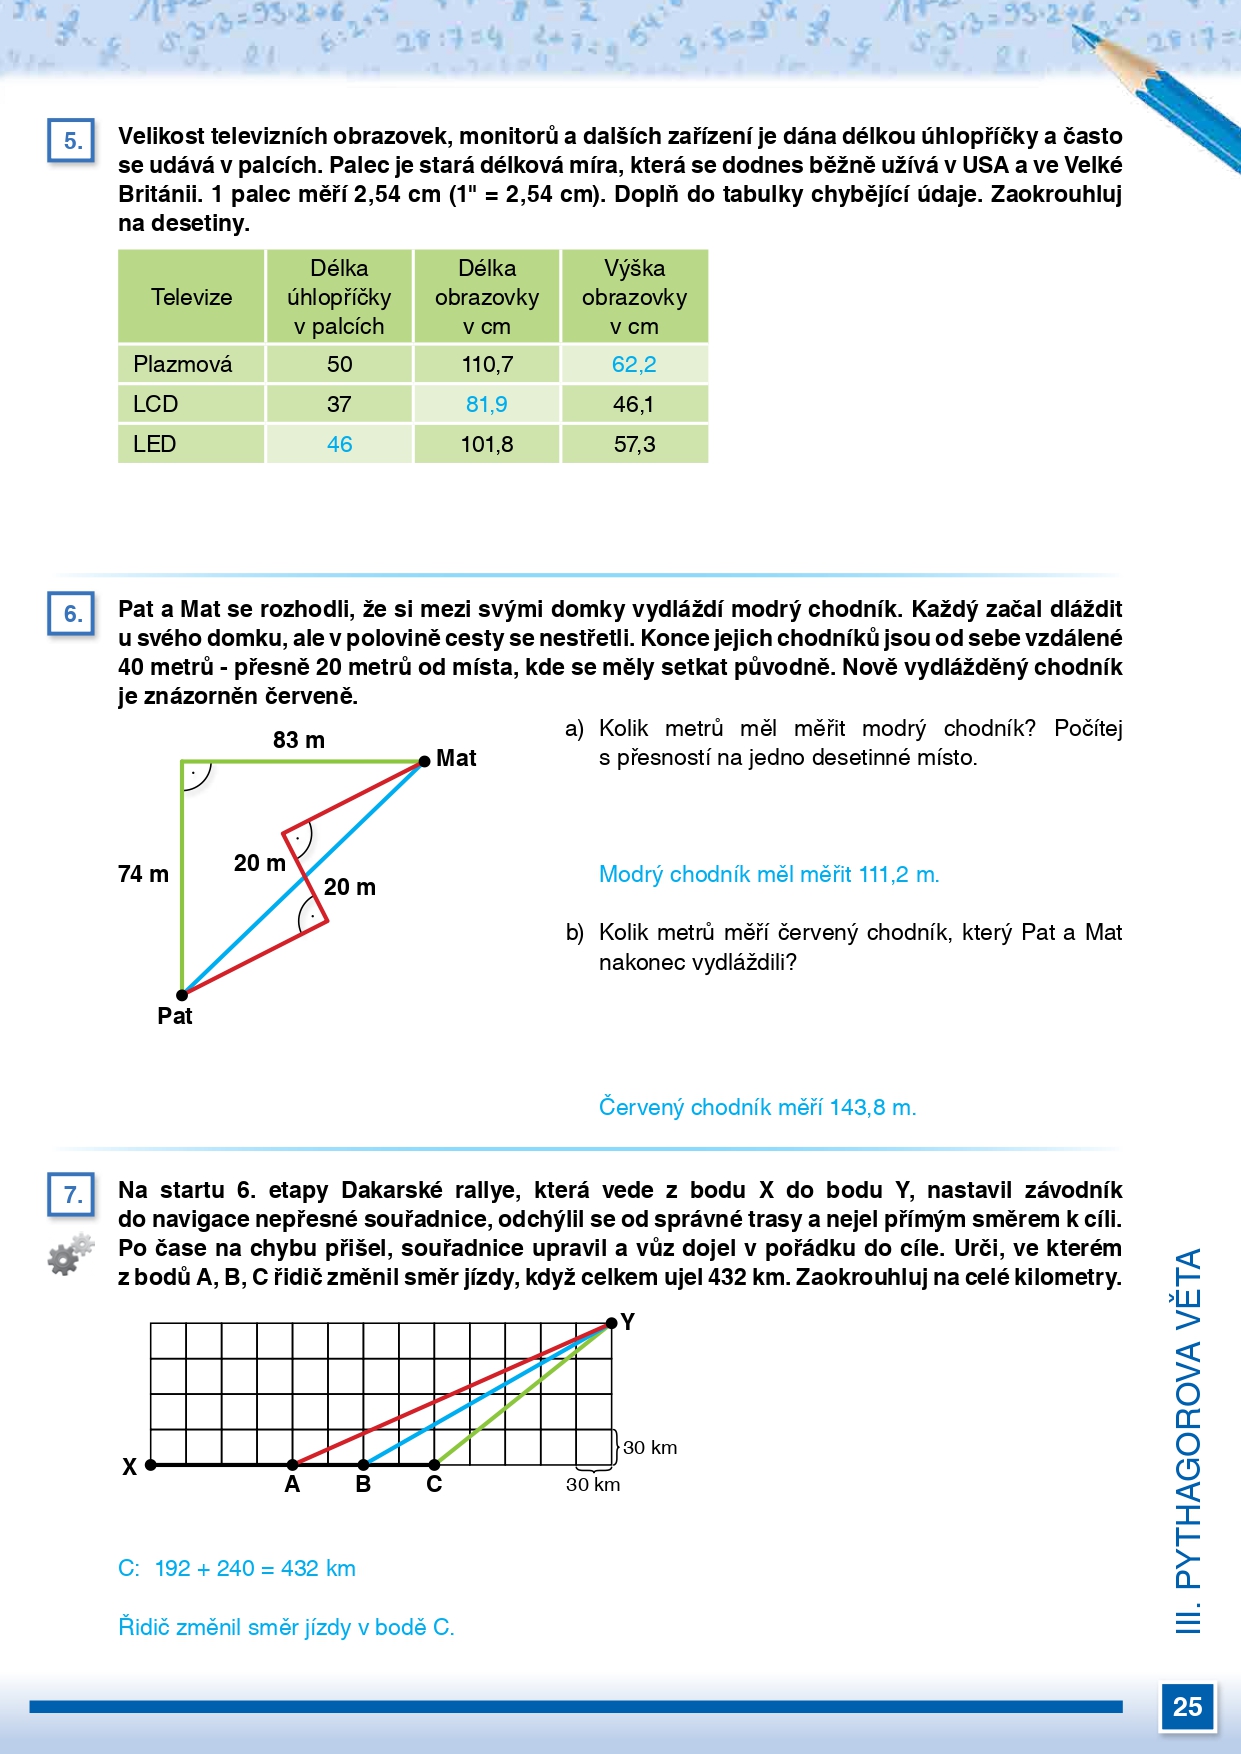 5.
Velikost televizních obrazovek, monitorů a dalších zařízení je dána délkou úhlopříčky a často
se udává v palcích. Palec je stará délková míra, která se dodnes běžně užívá v USA a ve Velké
Británii. 1 palec měří 2,54 cm (1" = 2,54 cm). Doplň do tabulky chybějící údaje. Zaokrouhluj
na desetiny.
Televize
Délka
úhlopříčky
v palcích
Délka
obrazovky
v cm
Výška
obrazovky
v cm
Plazmová 50 110,7 62,2
LCD 37 81,9 46,1
LED 46 101,8 57,3
6.
Pat a Mat se rozhodli, že si mezi svými domky vydláždí modrý chodník. Každý začal dláždit
u svého domku, ale v polovině cesty se nestřetli. Konce jejich chodníků jsou od sebe vzdálené
40 metrů - přesně 20 metrů od místa, kde se měly setkat původně. Nově vydlážděný chodník
je znázorněn červeně.
83 m
Mat
74 m
20 m
20 m
Pat
a) Kolik metrů měl měřit modrý chodník? Počítej
s přesností na jedno desetinné místo.
Modrý chodník měl měřit 111,2 m.
b) Kolik metrů měří červený chodník, který Pat a Mat
nakonec vydláždili?
Červený chodník měří 143,8 m.
7.
Na startu 6. etapy Dakarské rallye, která vede z bodu X do bodu Y, nastavil závodník
do navigace nepřesné souřadnice, odchýlil se od správné trasy a nejel přímým směrem k cíli.
Po čase na chybu přišel, souřadnice upravil a vůz dojel v pořádku do cíle. Urči, ve kterém
z bodů A, B, C řidič změnil směr jízdy, když celkem ujel 432 km. Zaokrouhluj na celé kilometry.
Y
30 km
X
A B C 30 km
C: 192 + 240 = 432 km
Řidič změnil směr jízdy v bodě C.
III. PYTHAGOROVA VĚTA
25